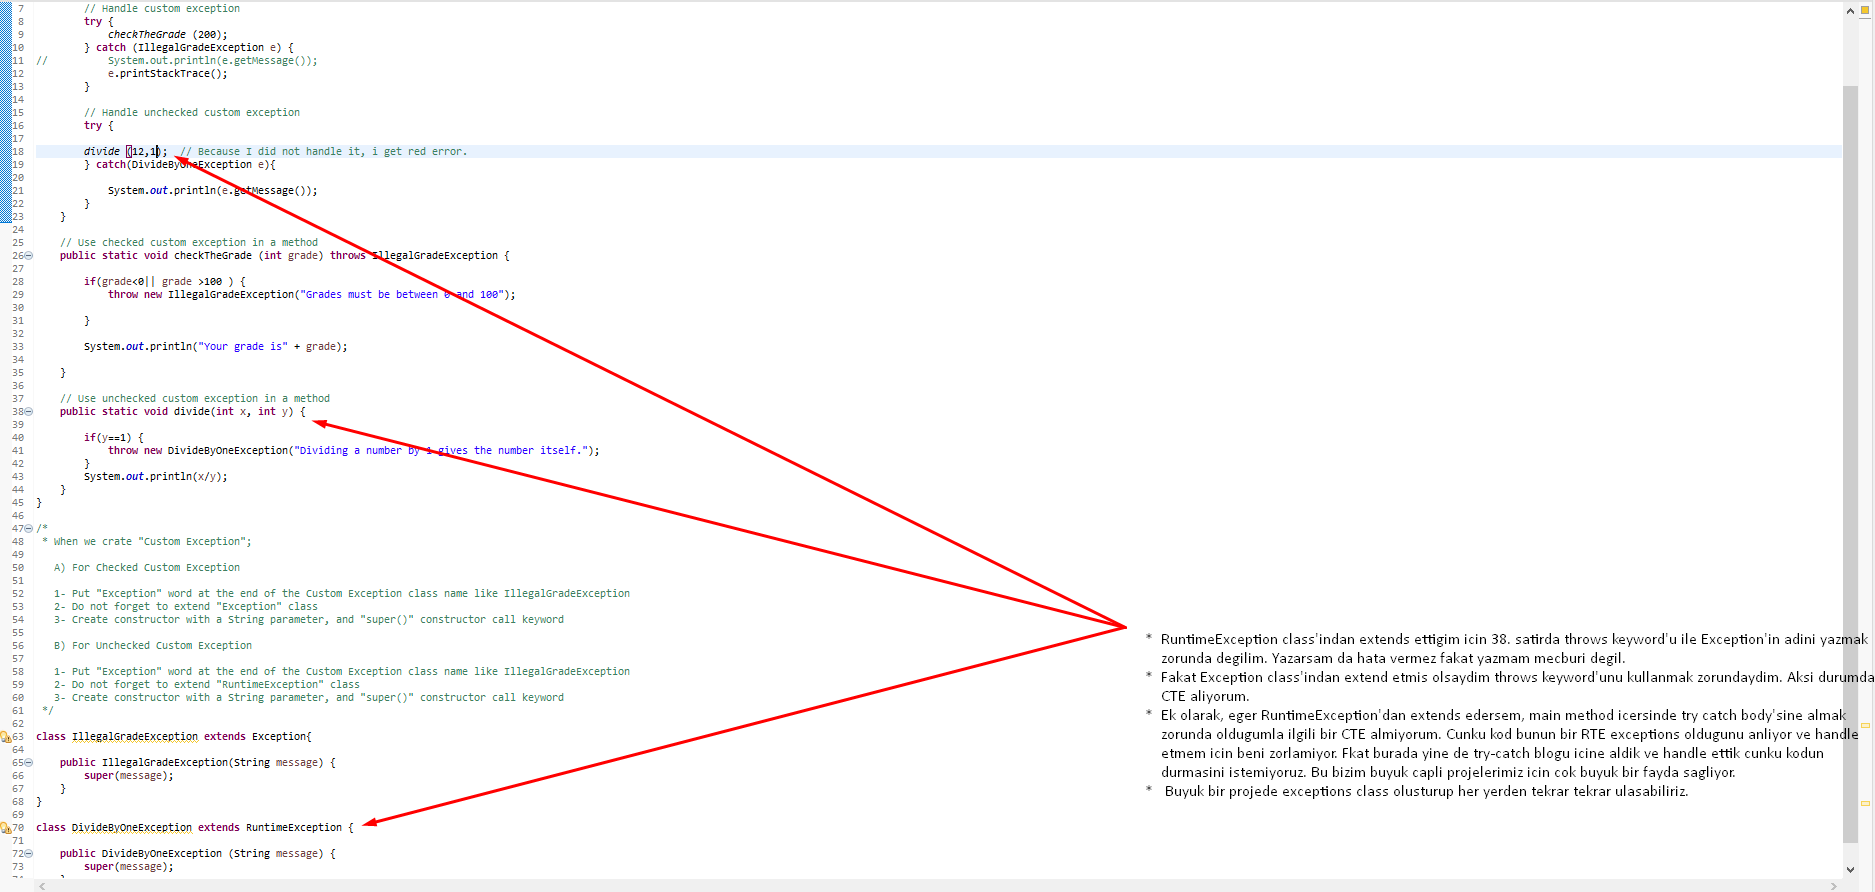 7 // Handle custom exception
8 try {
9 checkTheGrade (200);
10 } catch (IllegalGradeException e) {
11 // System.out.println(e.getMessage());
12 e.printStackTrace();
13 }
14
15 // Handle unchecked custom exception
16 try {
17
18 divide (12,1); // Because I did not handle it, i get red error.
19 } catch(DivideByOneException e){
20
21 System.out.println(e.getMessage());
22 }
23 }
24
25 // Use checked custom exception in a method
26 public static void checkTheGrade (int grade) throws IllegalGradeException {
27
28 if(grade<0|| grade >100 ) {
29 throw new IllegalGradeException("Grades must be between 0 and 100");
30
31 }
32
33 System.out.println("Your grade is" + grade);
34
35 }
36
37 // Use unchecked custom exception in a method
38 public static void divide(int x, int y) {
39
40 if(y==1) {
41 throw new DivideByOneException("Dividing a number by 1 gives the number itself.");
42 }
43 System.out.println(x/y);
44 }
45 }
46
47 /*
48 * When we crate "Custom Exception";
49
50 A) For Checked Custom Exception
51
52 1- Put "Exception" word at the end of the Custom Exception class name like IllegalGradeException
53 2- Do not forget to extend "Exception" class
54 3- Create constructor with a String parameter, and "super()" constructor call keyword
55
56 B) For Unchecked Custom Exception
57
58 1- Put "Exception" word at the end of the Custom Exception class name like IllegalGradeException
59 2- Do not forget to extend "RuntimeException" class
60 3- Create constructor with a String parameter, and "super()" constructor call keyword
61 */
62
63 class IllegalGradeException extends Exception{
64
65 public IllegalGradeException(String message) {
66 super(message);
67 }
68 }
69
70 class DivideByOneException extends RuntimeException {
71
72 public DivideByOneException (String message) {
73 super(message);
* RuntimeException class'indan extends ettigim icin 38. satirda throws keyword'u ile Exception'in adini yazmak
zorunda degilim. Yazarsam da hata vermez fakat yazmam mecburi degil.
* Fakat Exception class'indan extend etmis olsaydim throws keyword'unu kullanmak zorundaydim. Aksi durumda
CTE aliyorum.
* Ek olarak, eger RuntimeException'dan extends edersem, main method icersinde try catch body'sine almak
zorunda oldugumla ilgili bir CTE almiyorum. Cunku kod bunun bir RTE exceptions oldugunu anliyor ve handle
etmem icin beni zorlamiyor. Fkat burada yine de try-catch blogu icine aldik ve handle ettik cunku kodun
durmasini istemiyoruz. Bu bizim buyuk capli projelerimiz icin cok buyuk bir fayda sagliyor.
* Buyuk bir projede exceptions class olusturup her yerden tekrar tekrar ulasabiliriz.